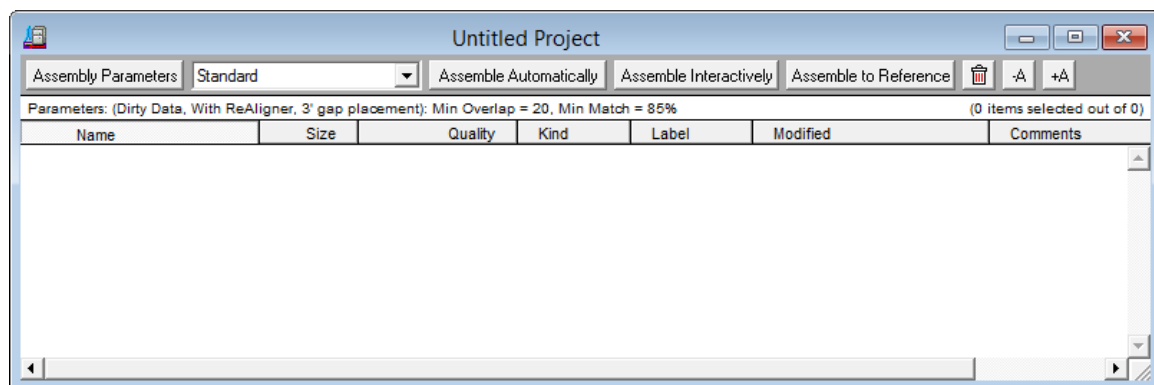 Untitled Project
Assembly Parameters Standard Assemble Automatically Assemble Interactively Assemble to Reference -A +A
Parameters: (Dirty Data, With ReAligner, 3' gap placement): Min Overlap = 20, Min Match = 85% (0 items selected out of 0)
Name Size Quality Kind Label Modified Comments